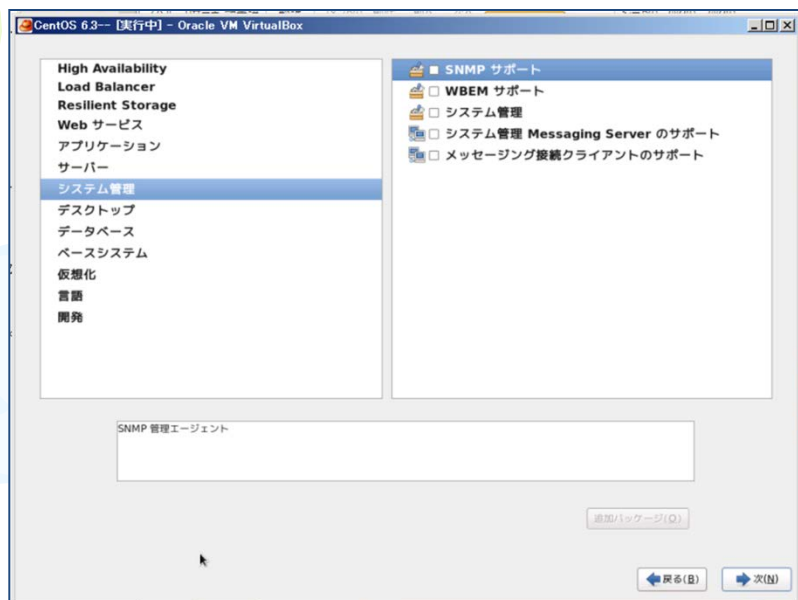 CentOS 6.3-- [実行中] - Oracle VM VirtualBox
High Availability
Load Balancer
Resilient Storage
Web サービス
アプリケーション
サーバー
システム管理
デスクトップ
データベース
ベースシステム
仮想化
言語
開発
SNMP サポート
WBEM サポート
システム管理
システム管理 Messaging Server のサポート
メッセージング接続クライアントのサポート
SNMP 管理エージェント
追加パッケージ(O)
戻る(B)
次(N)